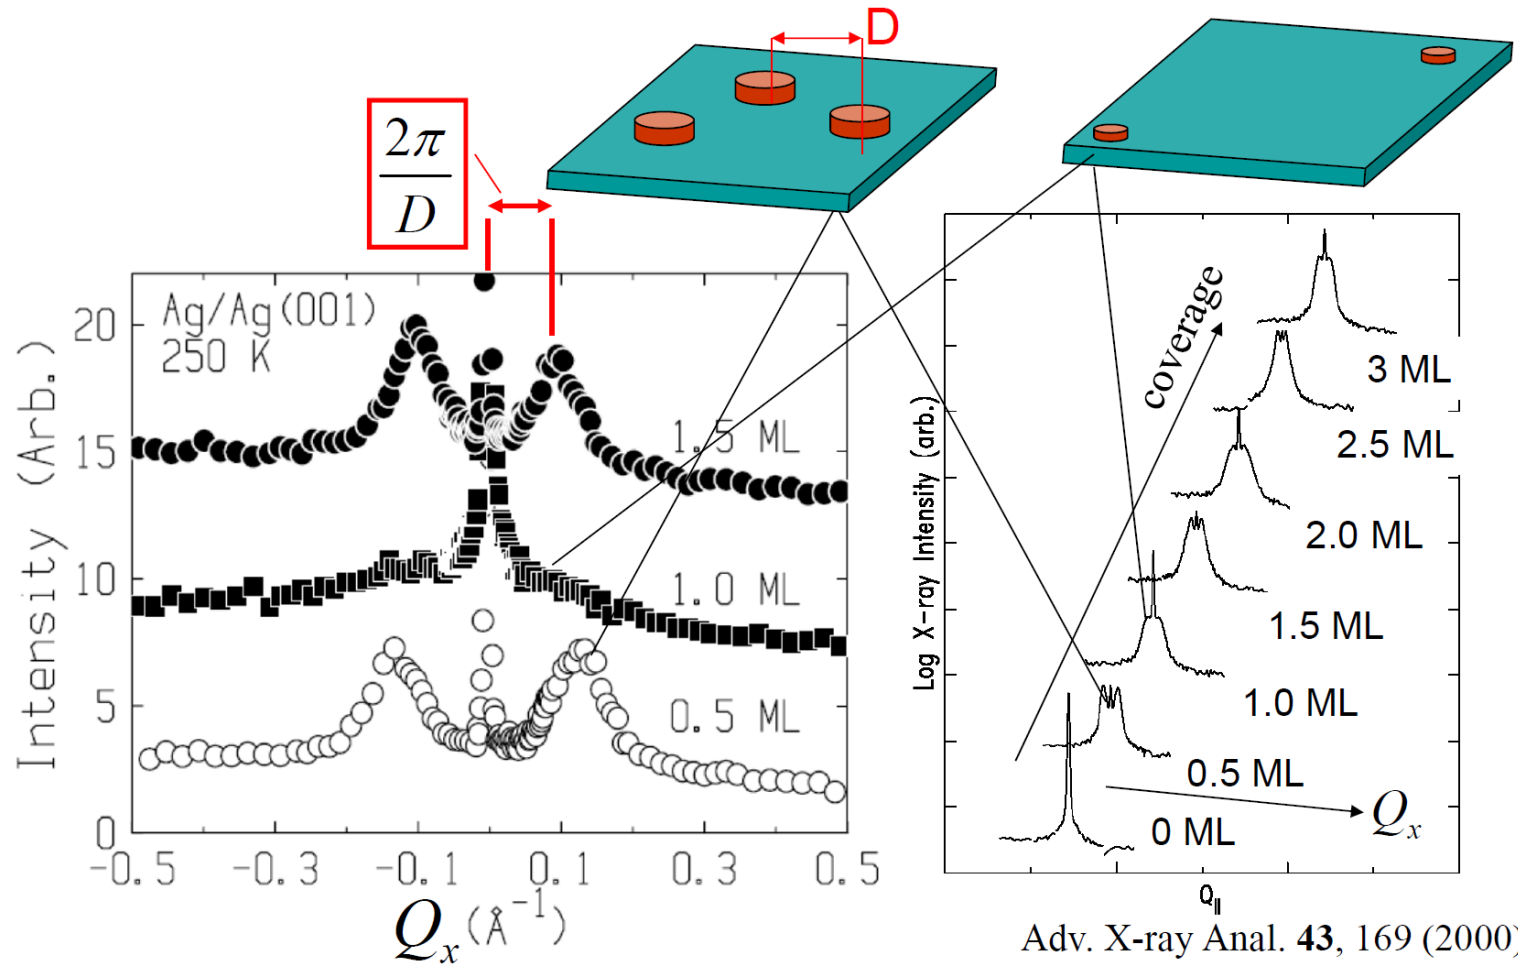 D
2π
D
Ag/Ag(001)
250 K
20
15
10
5
0
1.5 ML
1.0 ML
0.5 ML
Intensity (Arb.)
-0.5 -0.3 -0.1 0.1 0.3 0.5
Qx (Å⁻¹)
coverage
3 ML
2.5 ML
2.0 ML
1.5 ML
1.0 ML
0.5 ML
0 ML
Qx
Log X-ray Intensity (arb.)
Q||
Adv. X-ray Anal. 43, 169 (2000)